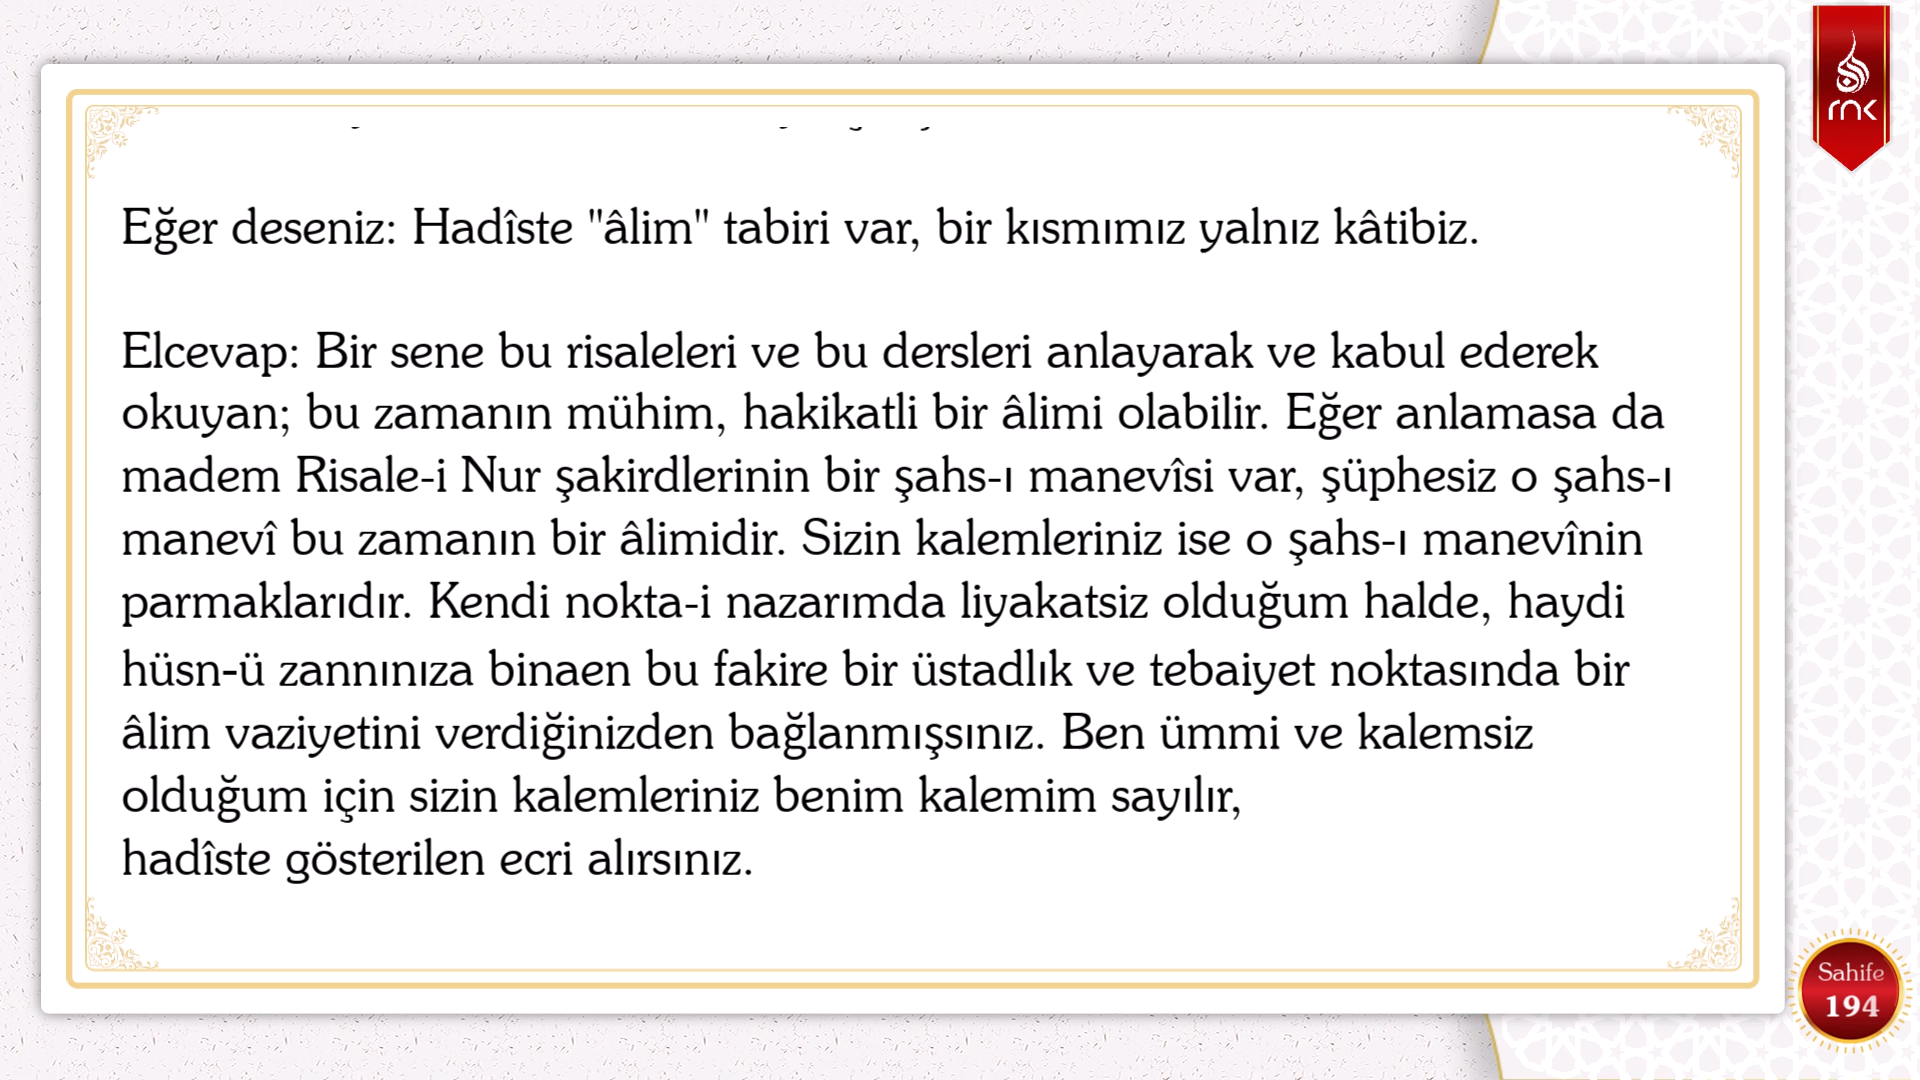 Eğer deseniz: Hadîste "âlim" tabiri var, bir kısmımız yalnız kâtibiz.
Elcevap: Bir sene bu risaleleri ve bu dersleri anlayarak ve kabul ederek
okuyan; bu zamanın mühim, hakikatli bir âlimi olabilir. Eğer anlamasa da
madem Risale-i Nur şakirdlerinin bir şahs-ı manevîsi var, şüphesiz o şahs-ı
manevî bu zamanın bir âlimidir. Sizin kalemleriniz ise o şahs-ı manevînin
parmaklarıdır. Kendi nokta-i nazarımda liyakatsiz olduğum halde, haydi
hüsn-ü zannınıza binaen bu fakire bir üstadlık ve tebaiyet noktasında bir
âlim vaziyetini verdiğinizden bağlanmışsınız. Ben ümmi ve kalemsiz
olduğum için sizin kalemleriniz benim kalemim sayılır,
hadîste gösterilen ecri alırsınız.
rnk
Sahife
194